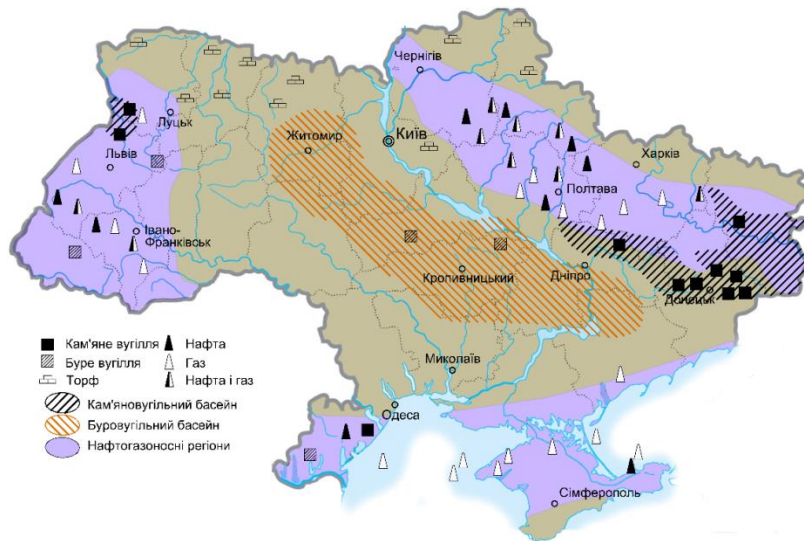 Чернігів
Луцьк
Житомир
Київ
Харків
Львів
Полтава
Івано-
Франківськ
Кропивницький
Дніпро
Донецьк
Миколаїв
Одеса
Сімферополь
Кам'яне вугілля
Нафта
Буре вугілля
Газ
Торф
Нафта і газ
Кам'яновугільний басейн
Буровугільний басейн
Нафтогазоносні регіони